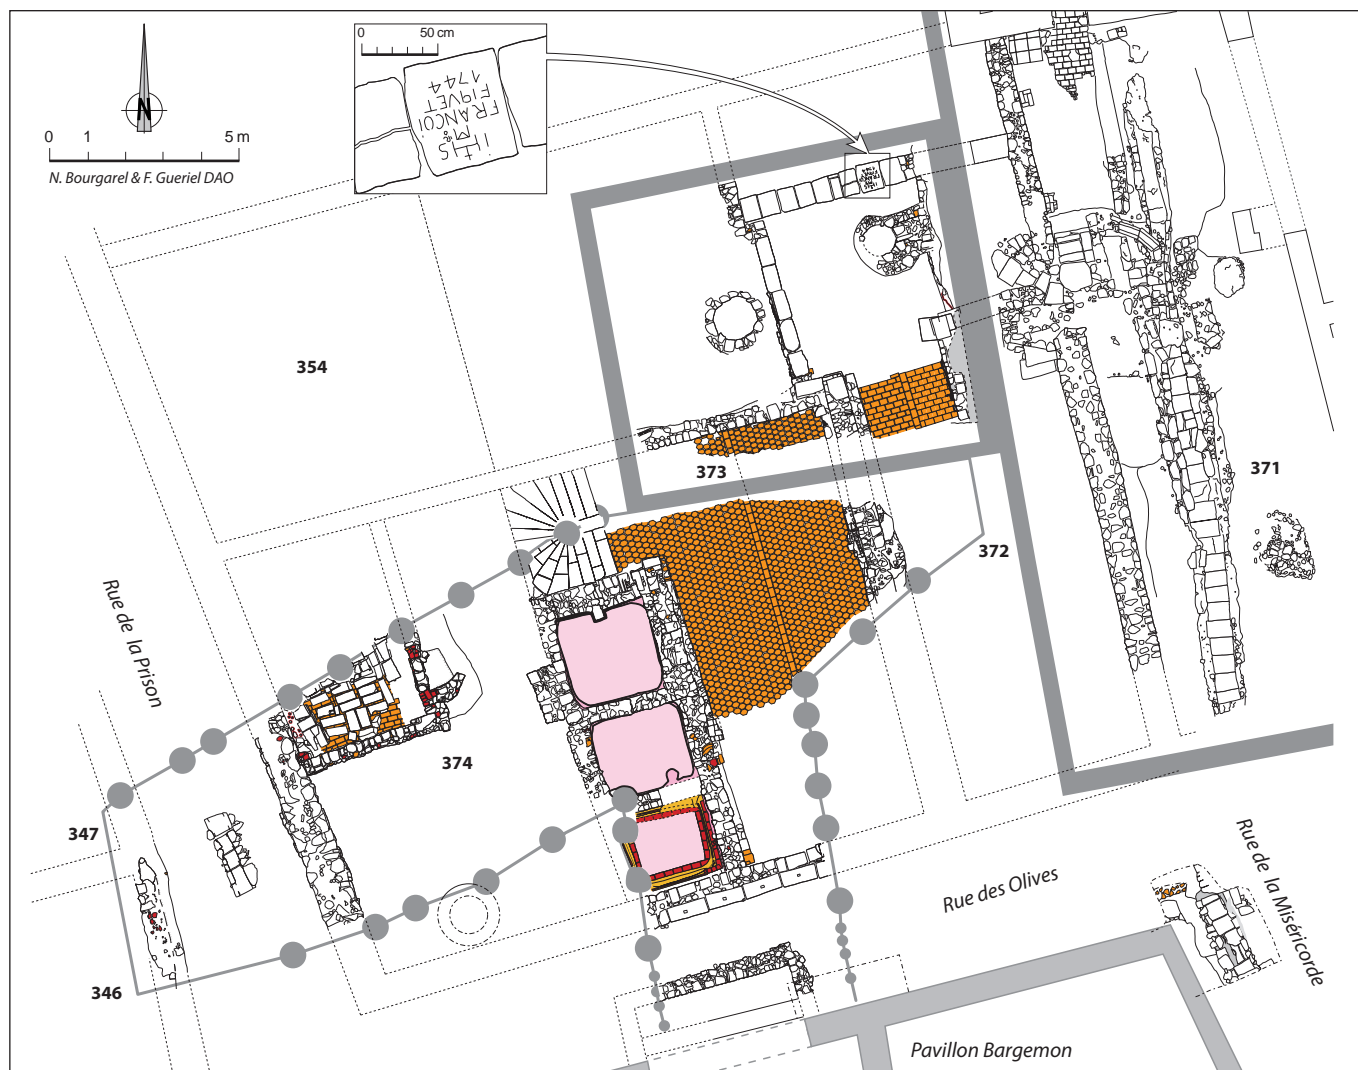 0 50 cm
1744
FIQVET
FRANCOI
M°
IHS
N
0 1 5 m
N. Bourgarel & F. Gueriel DAO
354
373
371
372
Rue de la Prison
374
347
346
Rue des Olives
Rue de la Miséricorde
Pavillon Bargemon